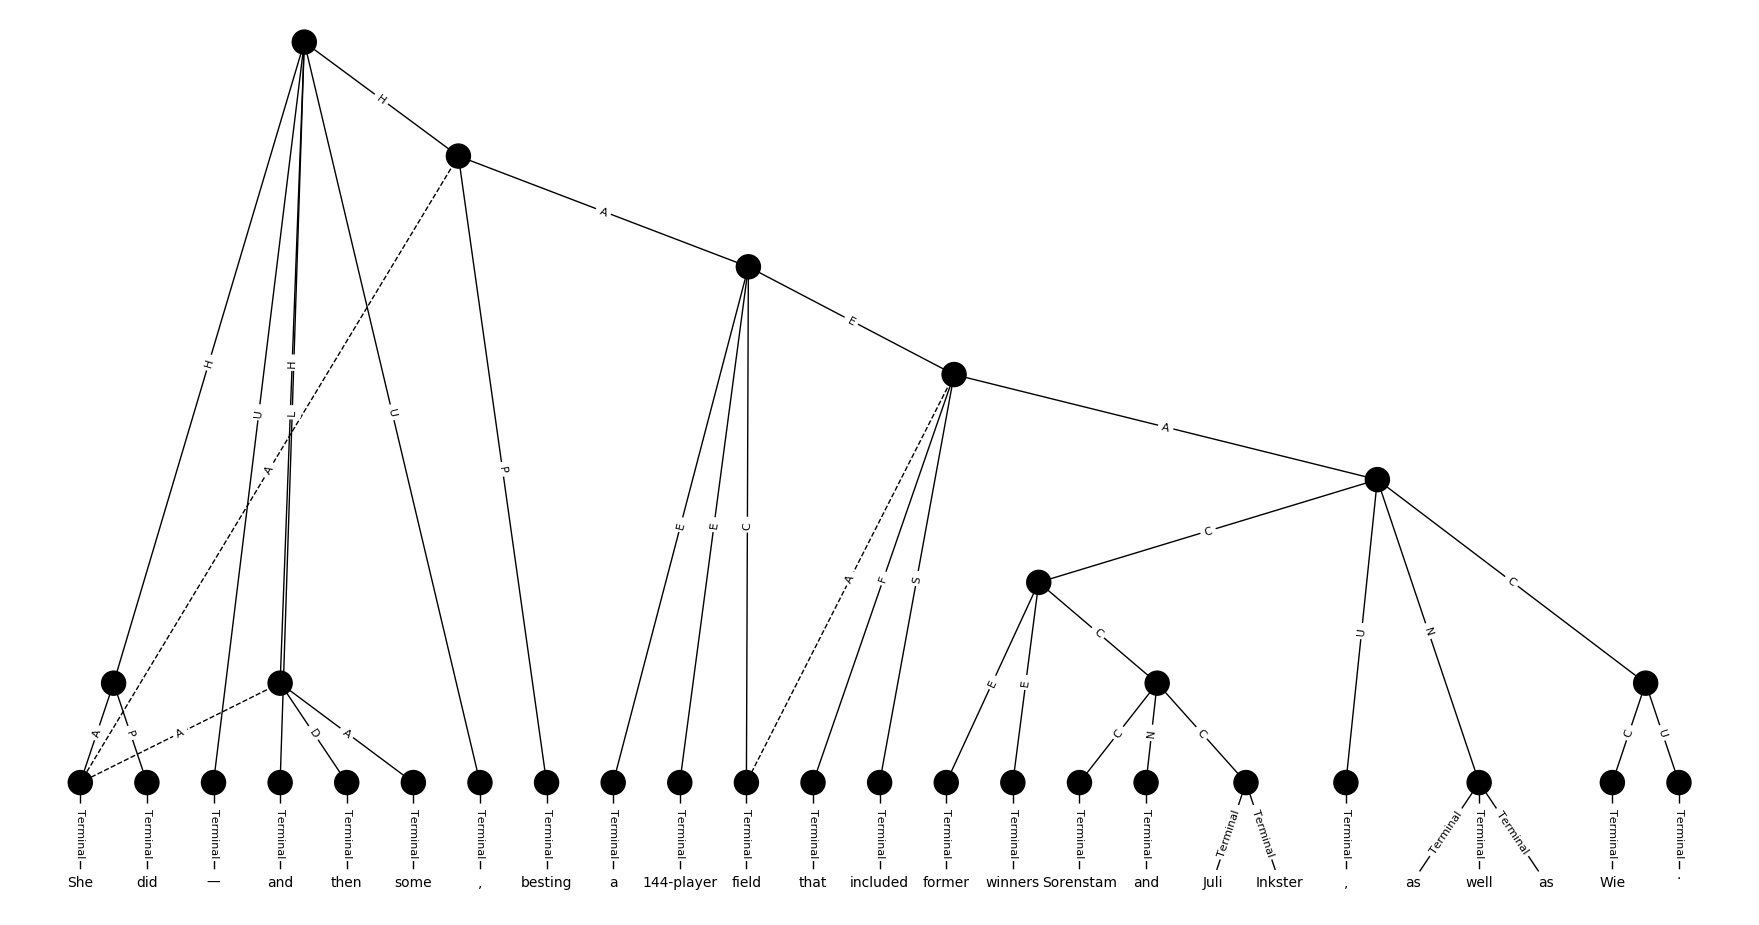 H
A
E
A
H
H
U
L
U
A
P
E
E
C
A
F
S
C
U
N
C
E
E
C
A
P
A
D
A
C
N
C
C
U
Terminal Terminal Terminal Terminal Terminal Terminal Terminal Terminal Terminal Terminal Terminal Terminal Terminal Terminal Terminal Terminal Terminal Terminal Terminal Terminal Terminal Terminal Terminal Terminal Terminal
She did — and then some , besting a 144-player field that included former winners Sorenstam and Juli Inkster , as well as Wie .